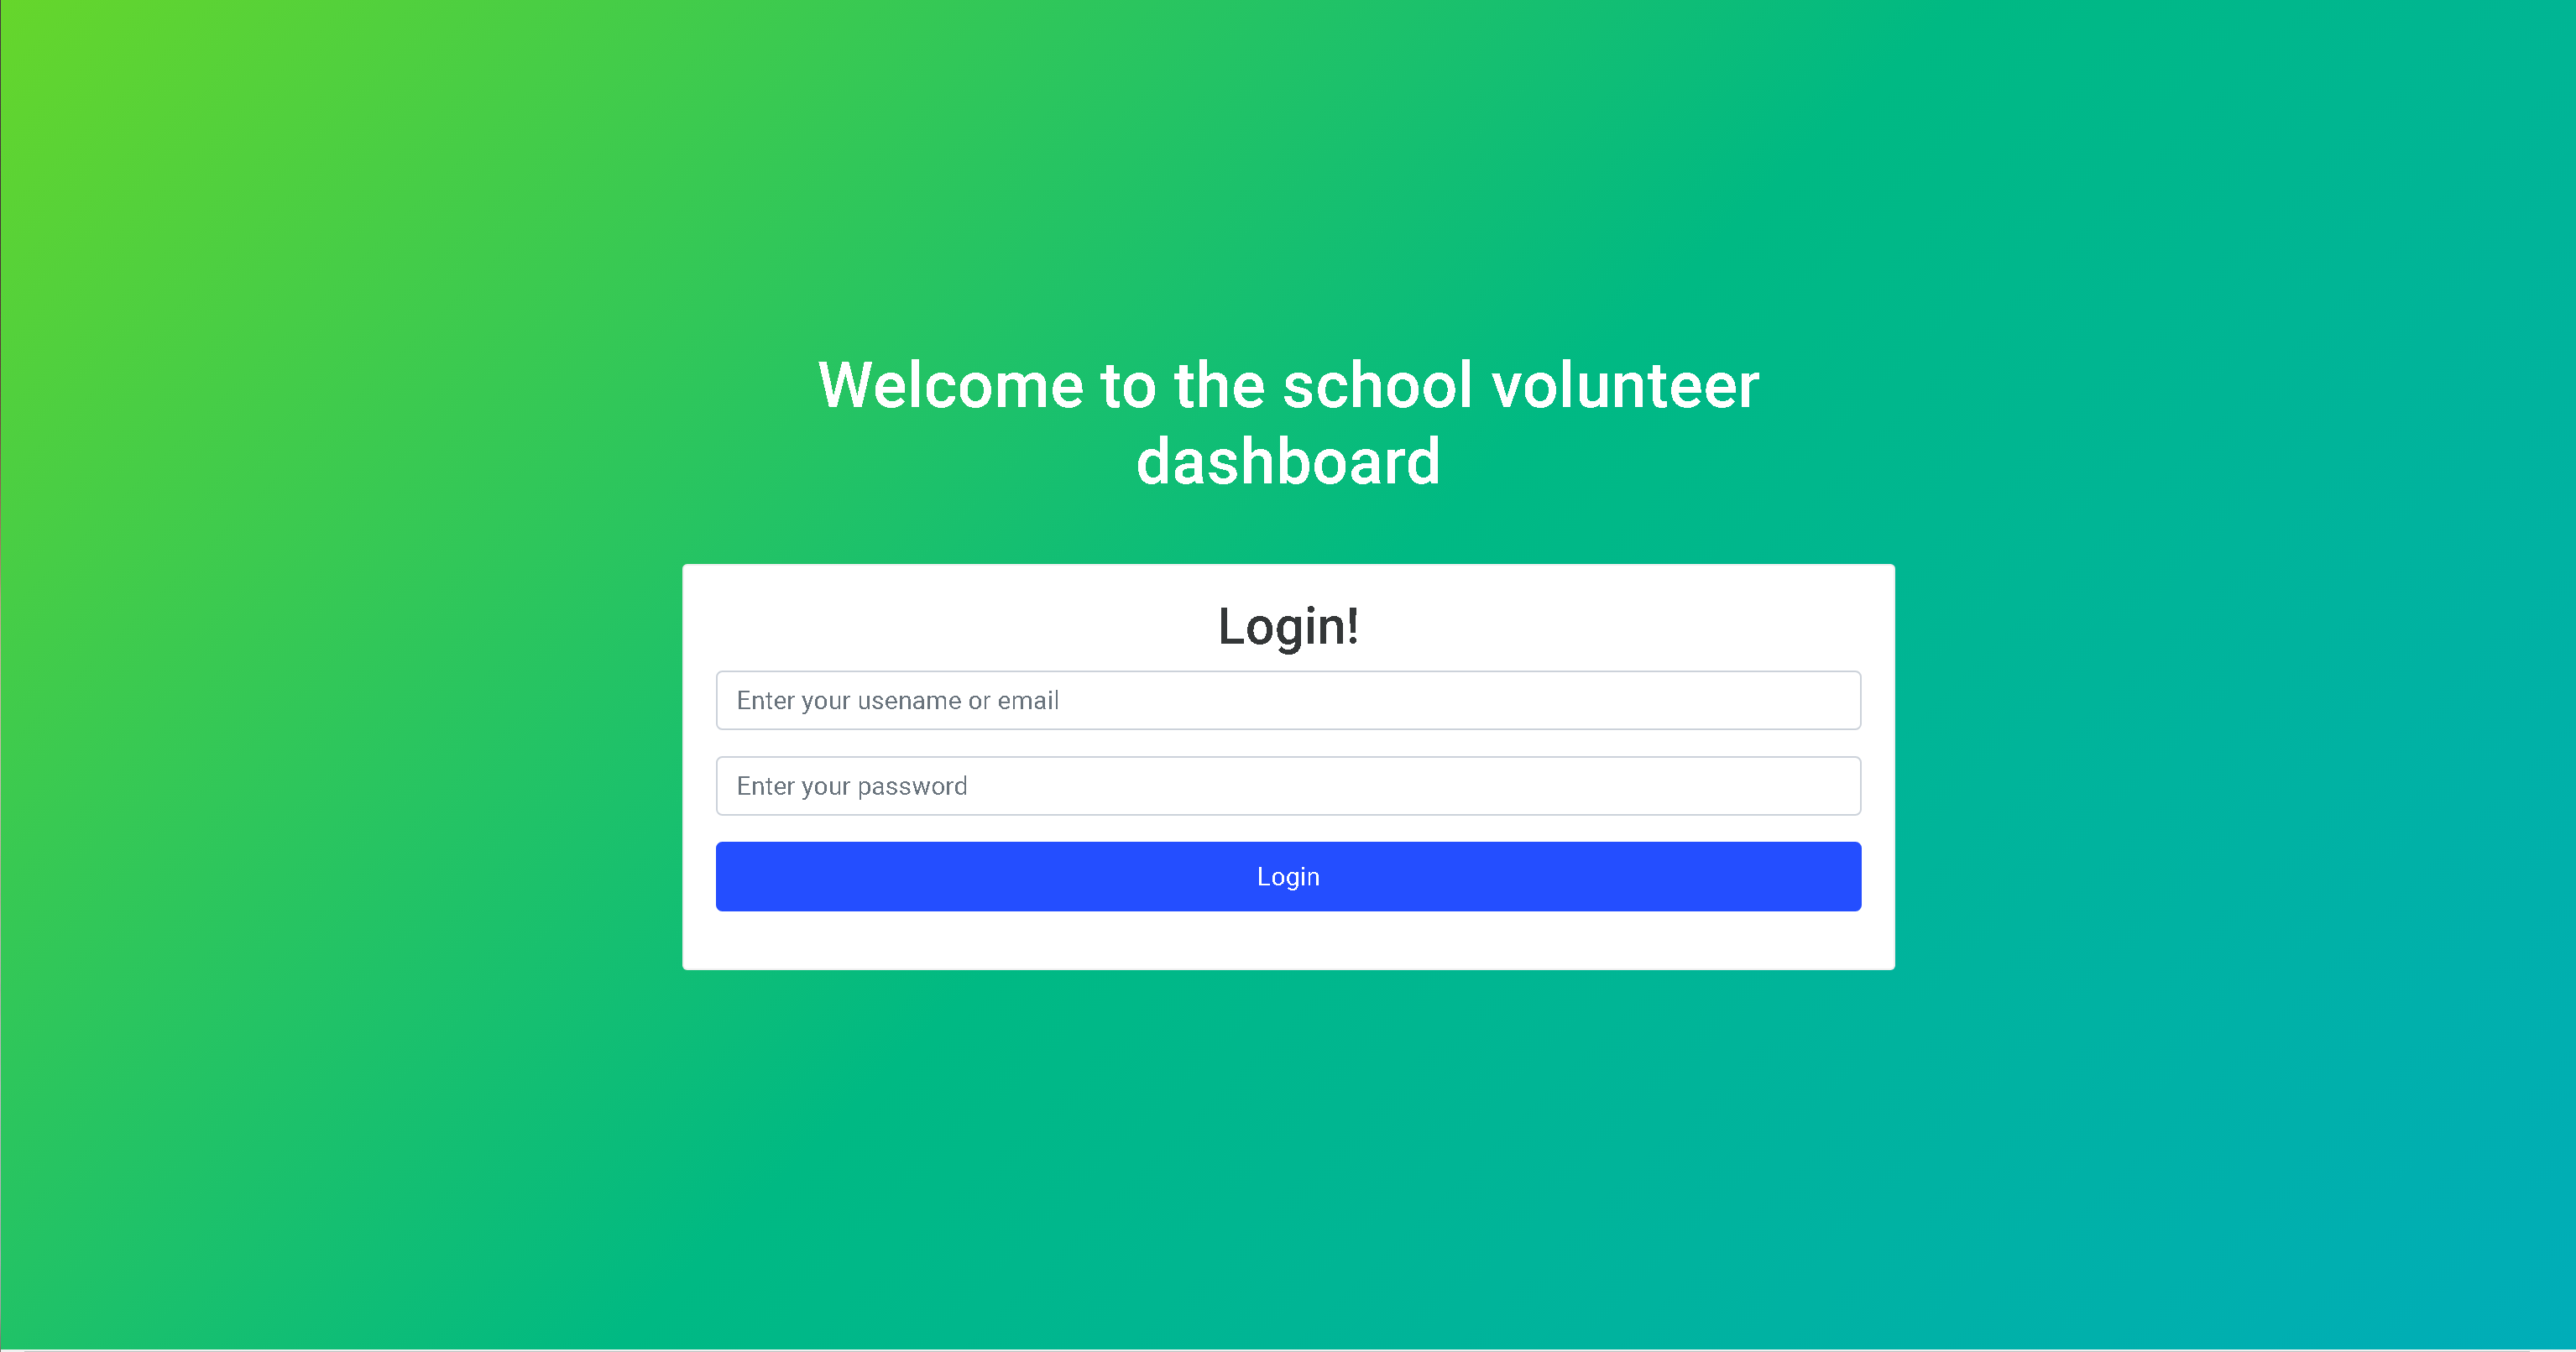 Welcome to the school volunteer
dashboard
Login!
Enter your usename or email
Enter your password
Login